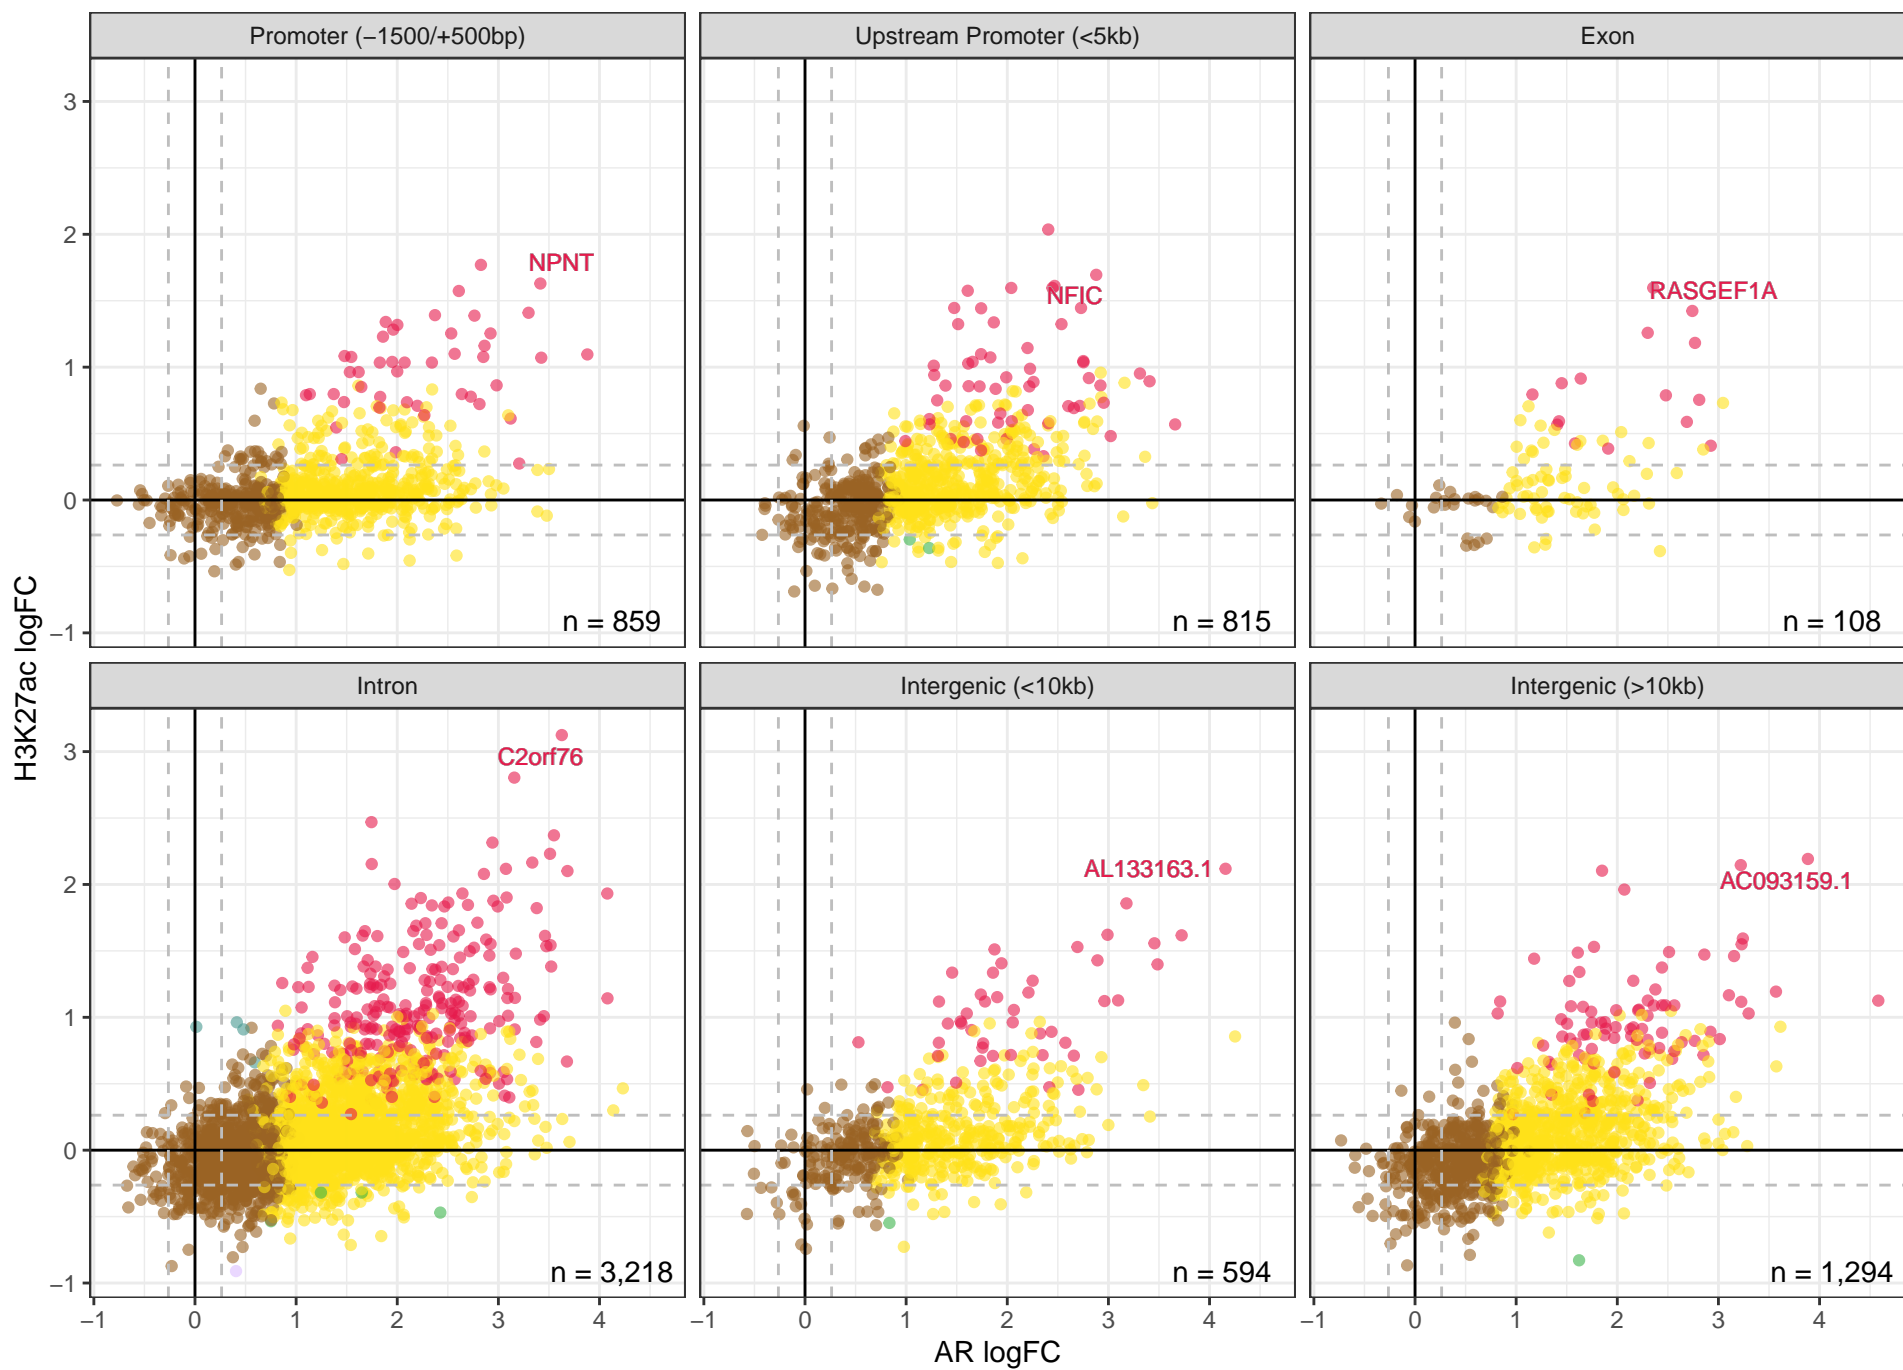 Promoter (−1500/+500bp)
Upstream Promoter (<5kb)
Exon
3
2
1
0
−1
NPNT
n = 859
NFIC
n = 815
RASGEF1A
n = 108
H3K27ac logFC
Intron
Intergenic (<10kb)
Intergenic (>10kb)
3
2
1
0
−1
C2orf76
n = 3,218
AL133163.1
n = 594
AC093159.1
n = 1,294
−1 0 1 2 3 4
−1 0 1 2 3 4
−1 0 1 2 3 4
AR logFC